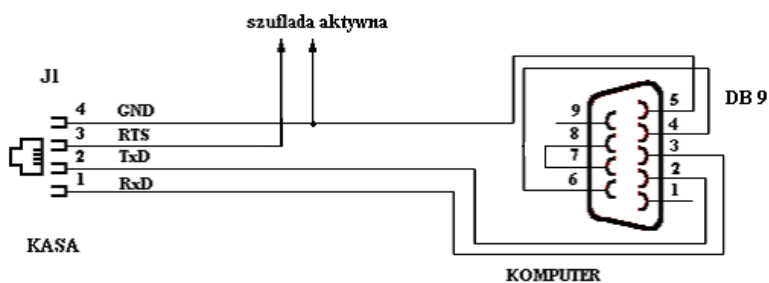 szuflada aktywna
J1
4 GND
3 RTS
2 TxD
1 RxD
KASA
DB 9
9
8
7
6
5
4
3
2
1
KOMPUTER